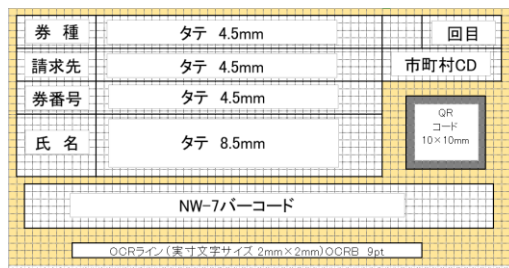 券 種 タテ 4.5mm 回目
請求先 タテ 4.5mm 市町村CD
券番号 タテ 4.5mm
氏 名 タテ 8.5mm
QR
コード
10×10mm
NW-7バーコード
OCRライン(実寸文字サイズ 2mm×2mm)OCRB 9pt